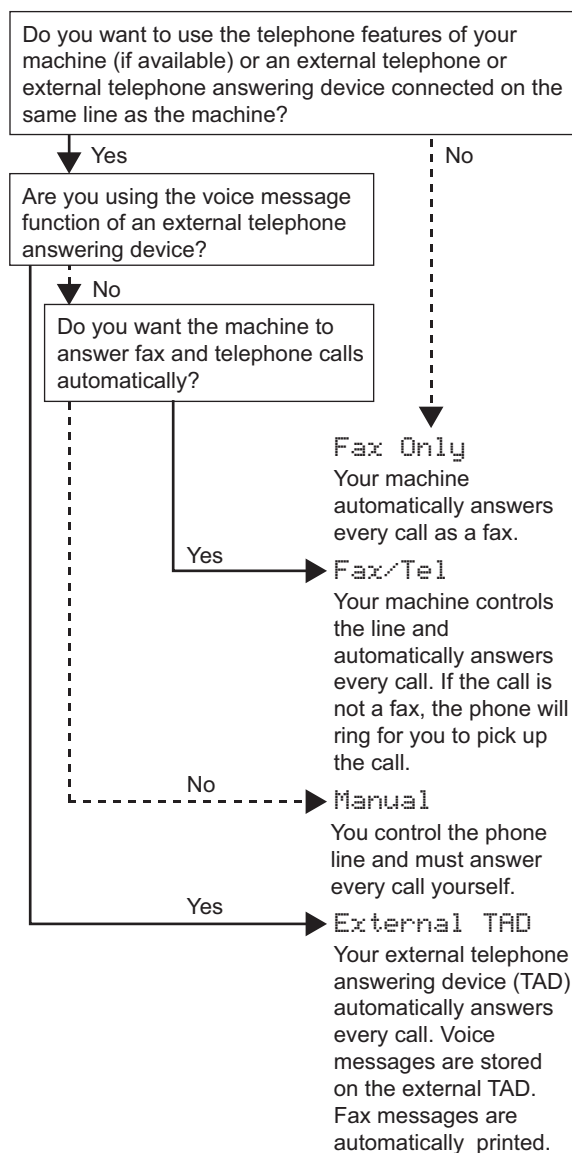 Do you want to use the telephone features of your
machine (if available) or an external telephone or
external telephone answering device connected on the
same line as the machine?
Yes
No
Are you using the voice message
function of an external telephone
answering device?
No
Do you want the machine to
answer fax and telephone calls
automatically?
Fax Only
Your machine
automatically answers
every call as a fax.
Yes
Fax/Tel
Your machine controls
the line and
automatically answers
every call. If the call is
not a fax, the phone will
ring for you to pick up
the call.
No
Manual
You control the phone
line and must answer
every call yourself.
Yes
External TAD
Your external telephone
answering device (TAD)
automatically answers
every call. Voice
messages are stored
on the external TAD.
Fax messages are
automatically printed.